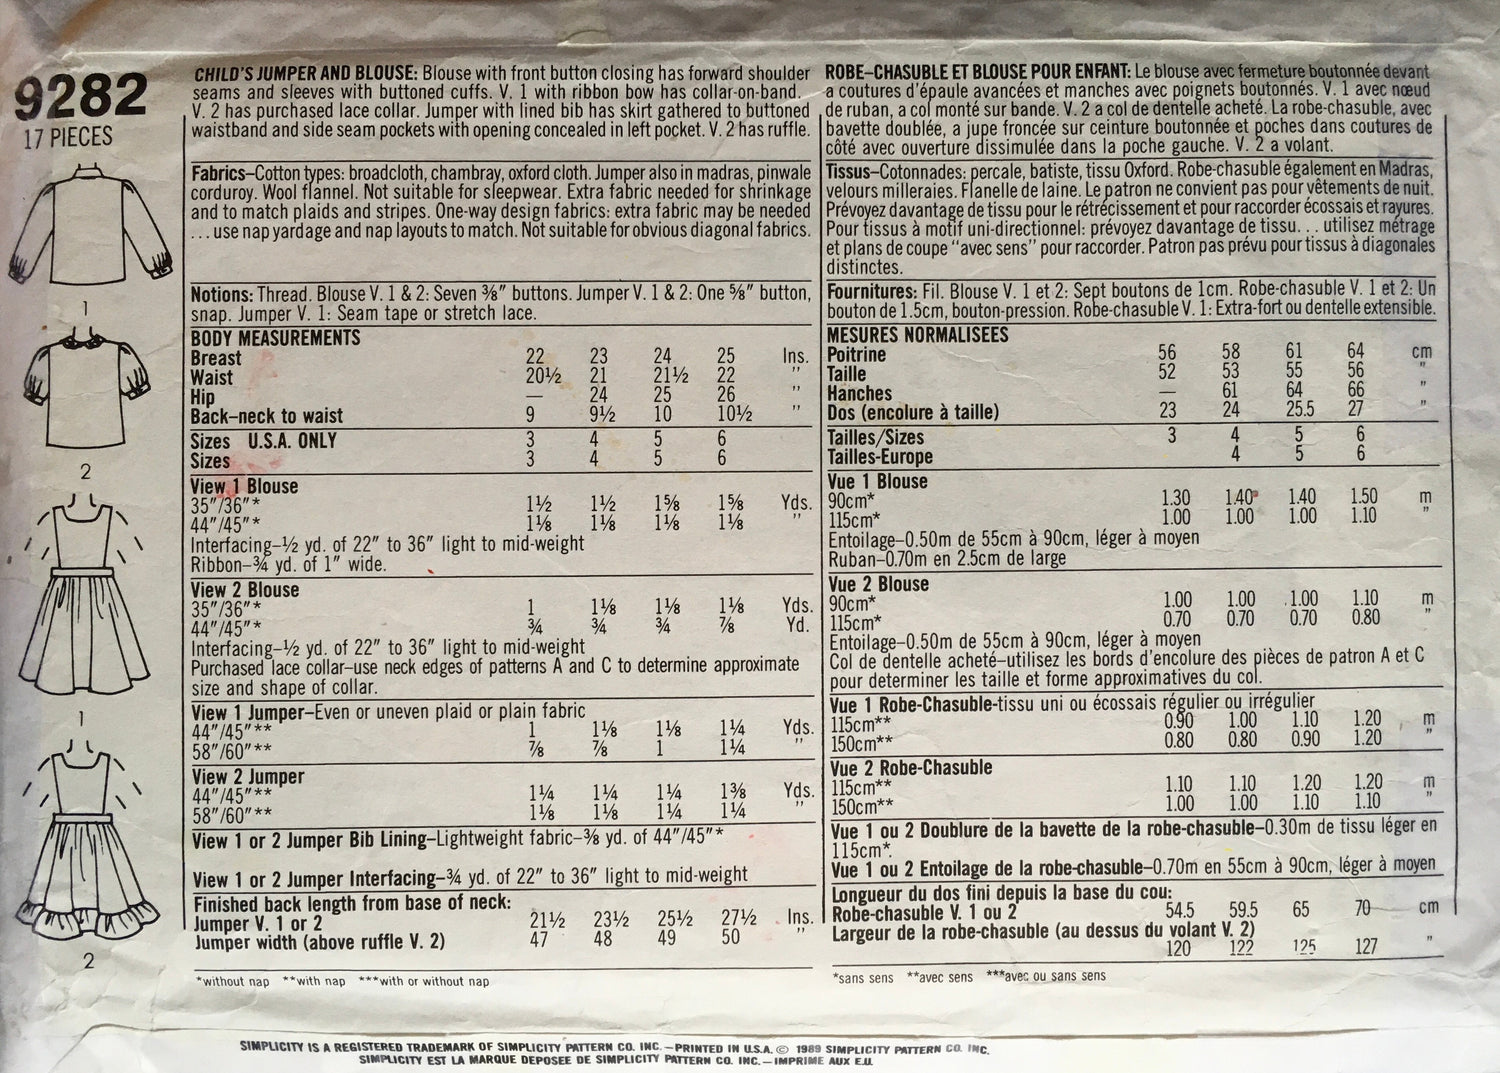 9282
17 PIECES
1
2
1
2
CHILD'S JUMPER AND BLOUSE: Blouse with front button closing has forward shoulder
seams and sleeves with buttoned cuffs. V. 1 with ribbon bow has collar-on-band.
V. 2 has purchased lace collar. Jumper with lined bib has skirt gathered to buttoned
waistband and side seam pockets with opening concealed in left pocket. V. 2 has ruffle.
Fabrics–Cotton types: broadcloth, chambray, oxford cloth. Jumper also in madras, pinwale
corduroy. Wool flannel. Not suitable for sleepwear. Extra fabric needed for shrinkage
and to match plaids and stripes. One-way design fabrics: extra fabric may be needed
...use nap yardage and nap layouts to match. Not suitable for obvious diagonal fabrics.
Notions: Thread. Blouse V. 1 & 2: Seven ⅜" buttons. Jumper V. 1 & 2: One ⅝" button,
snap. Jumper V. 1: Seam tape or stretch lace.
BODY MEASUREMENTS
Breast 22 23 24 25 Ins.
Waist 20½ 21 21½ 22 "
Hip — 24 25 26 "
Back–neck to waist 9 9½ 10 10½ "
Sizes U.S.A. ONLY 3 4 5 6
Sizes 3 4 5 6
View 1 Blouse
35"/36"* 1½ 1½ 1⅝ 1⅝ Yds.
44"/45"* 1⅛ 1⅛ 1⅛ 1⅛ "
Interfacing–½ yd. of 22" to 36" light to mid-weight
Ribbon–¾ yd. of 1" wide.
View 2 Blouse
35"/36"* 1 1⅛ 1⅛ 1⅛ Yds.
44"/45"* ¾ ¾ ¾ ⅞ Yd.
Interfacing–½ yd. of 22" to 36" light to mid-weight
Purchased lace collar–use neck edges of patterns A and C to determine approximate
size and shape of collar.
View 1 Jumper–Even or uneven plaid or plain fabric
44"/45"** 1 1⅛ 1⅛ 1¼ Yds.
58"/60"** ⅞ ⅞ 1 1¼ "
View 2 Jumper
44"/45"** 1¼ 1¼ 1¼ 1⅜ Yds.
58"/60"** 1⅛ 1⅛ 1¼ 1¼ "
View 1 or 2 Jumper Bib Lining–Lightweight fabric–⅜ yd. of 44"/45"*
View 1 or 2 Jumper Interfacing–¾ yd. of 22" to 36" light to mid-weight
Finished back length from base of neck:
Jumper V. 1 or 2 21½ 23½ 25½ 27½ Ins.
Jumper width (above ruffle V. 2) 47 48 49 50 "
*without nap **with nap ***with or without nap
ROBE–CHASUBLE ET BLOUSE POUR ENFANT: Le blouse avec fermeture boutonnée devant
a coutures d'épaule avancées et manches avec poignets boutonnés. V. 1 avec nœud
de ruban, a col monté sur bande. V. 2 a col de dentelle acheté. La robe-chasuble, avec
bavette doublée, a jupe froncée sur ceinture boutonnée et poches dans coutures de
côté avec ouverture dissimulée dans la poche gauche. V. 2 a volant.
Tissus–Cotonnades: percale, batiste, tissu Oxford. Robe-chasuble également en Madras,
velours milleraies. Flanelle de laine. Le patron ne convient pas pour vêtements de nuit.
Prévoyez davantage de tissu pour le rétrécissement et pour raccorder écossais et rayures.
Pour tissus à motif uni-directionnel: prévoyez davantage de tissu... utilisez métrage
et plans de coupe "avec sens" pour raccorder. Patron pas prévu pour tissus à diagonales
distinctes.
Fournitures: Fil. Blouse V. 1 et 2: Sept boutons de 1cm. Robe-chasuble V. 1 et 2: Un
bouton de 1.5cm, bouton-pression. Robe-chasuble V. 1: Extra-fort ou dentelle extensible.
MESURES NORMALISEES
Poitrine 56 58 61 64 cm
Taille 52 53 55 56 "
Hanches — 61 64 66 "
Dos (encolure à taille) 23 24 25.5 27 "
Tailles/Sizes 3 4 5 6
Tailles-Europe 4 5 6
Vue 1 Blouse
90cm* 1.30 1.40 1.40 1.50 m
115cm* 1.00 1.00 1.00 1.10 "
Entoilage–0.50m de 55cm à 90cm, léger à moyen
Ruban–0.70m en 2.5cm de large
Vue 2 Blouse
90cm* 1.00 1.00 1.00 1.10 m
115cm* 0.70 0.70 0.70 0.80 "
Entoilage–0.50m de 55cm à 90cm, léger à moyen
Col de dentelle acheté–utilisez les bords d'encolure des pièces de patron A et C
pour determiner les taille et forme approximatives du col.
Vue 1 Robe-Chasuble-tissu uni ou écossais régulier ou irrégulier
115cm** 0.90 1.00 1.10 1.20 m
150cm** 0.80 0.80 0.90 1.20 "
Vue 2 Robe-Chasuble
115cm** 1.10 1.10 1.20 1.20 m
150cm** 1.00 1.00 1.10 1.10 "
Vue 1 ou 2 Doublure de la bavette de la robe-chasuble–0.30m de tissu léger en
115cm*.
Vue 1 ou 2 Entoilage de la robe-chasuble–0.70m en 55cm à 90cm, léger à moyen
Longueur du dos fini depuis la base du cou:
Robe-chasuble V. 1 ou 2 54.5 59.5 65 70 cm
Largeur de la robe-chasuble (au dessus du volant V. 2)
120 122 125 127 "
*sans sens **avec sens ***avec ou sans sens
SIMPLICITY IS A REGISTERED TRADEMARK OF SIMPLICITY PATTERN CO. INC.—PRINTED IN U.S.A. © 1989 SIMPLICITY PATTERN CO. INC.
SIMPLICITY EST LA MARQUE DEPOSEE DE SIMPLICITY PATTERN CO. INC.—IMPRIME AUX E.U.